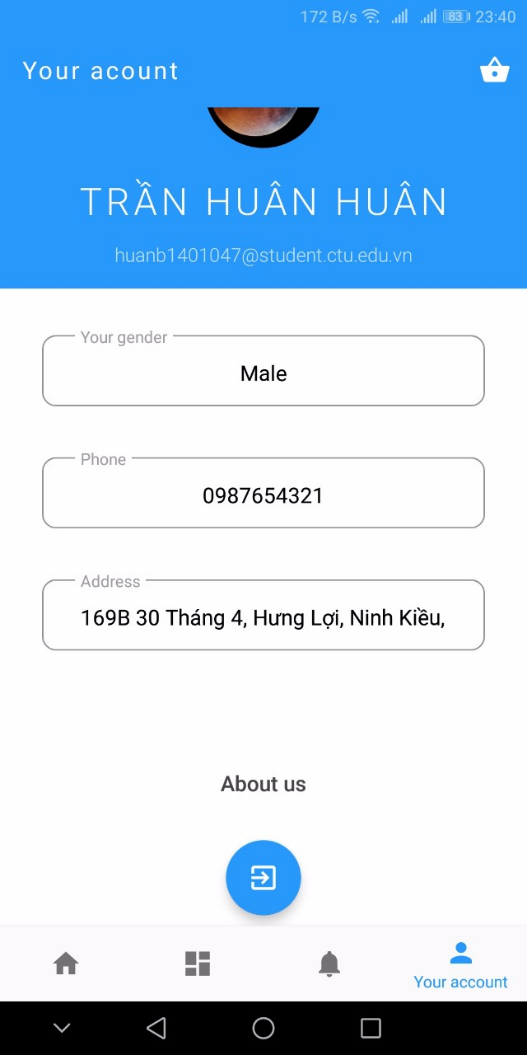 172 B/s 83 23:40
Your acount
TRẦN HUÂN HUÂN
huanb1401047@student.ctu.edu.vn
Your gender
Male
Phone
0987654321
Address
169B 30 Tháng 4, Hưng Lợi, Ninh Kiều,
About us
Your account